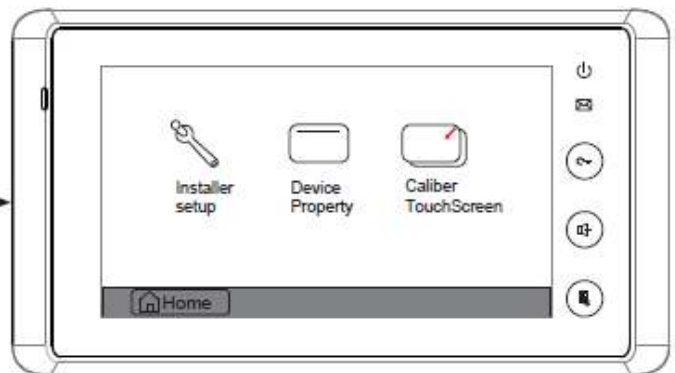 Installer
setup
Device
Property
Caliber
TouchScreen
Home